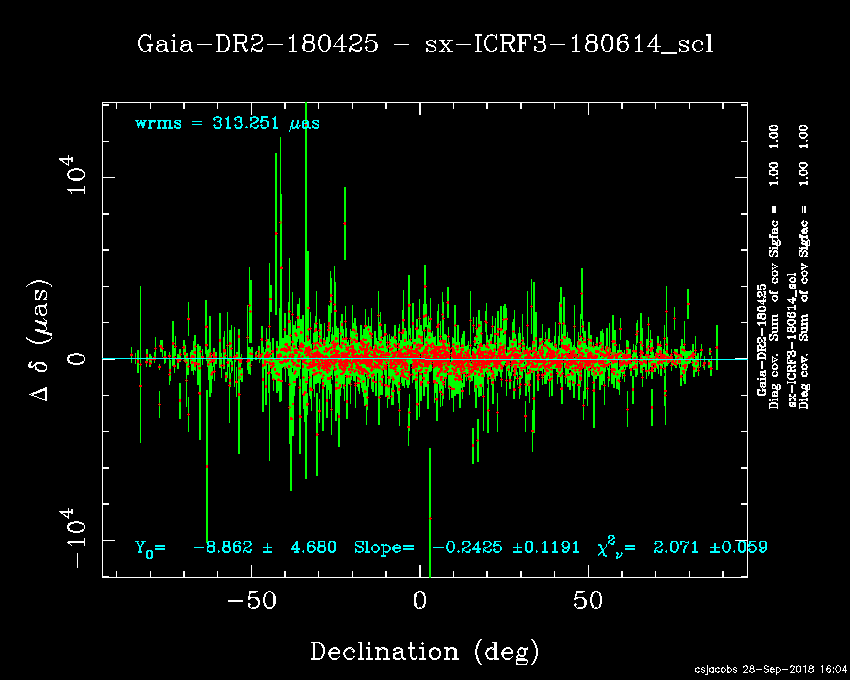 Gaia-DR2-180425 - sx-ICRF3-180614_scl
wrms = 313.251 μas
10⁴
0
-10⁴
Δ δ (μas)
Y₀= -8.862 ± 4.680 Slope= -0.2425 ±0.1191 χ²ᵥ= 2.071 ±0.059
-50 0 50
Declination (deg)
Gaia-DR2-180425
Diag cov. Sum of cov Sigfac = 1.00 1.00
sx-ICRF3-180614_scl
Diag cov. Sum of cov Sigfac = 1.00 1.00
csjacobs 28-Sep-2018 16:04